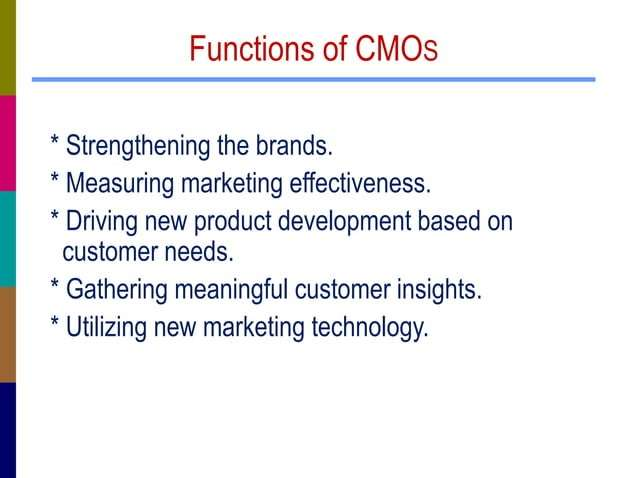 Functions of CMOs
* Strengthening the brands.
* Measuring marketing effectiveness.
* Driving new product development based on
customer needs.
* Gathering meaningful customer insights.
* Utilizing new marketing technology.